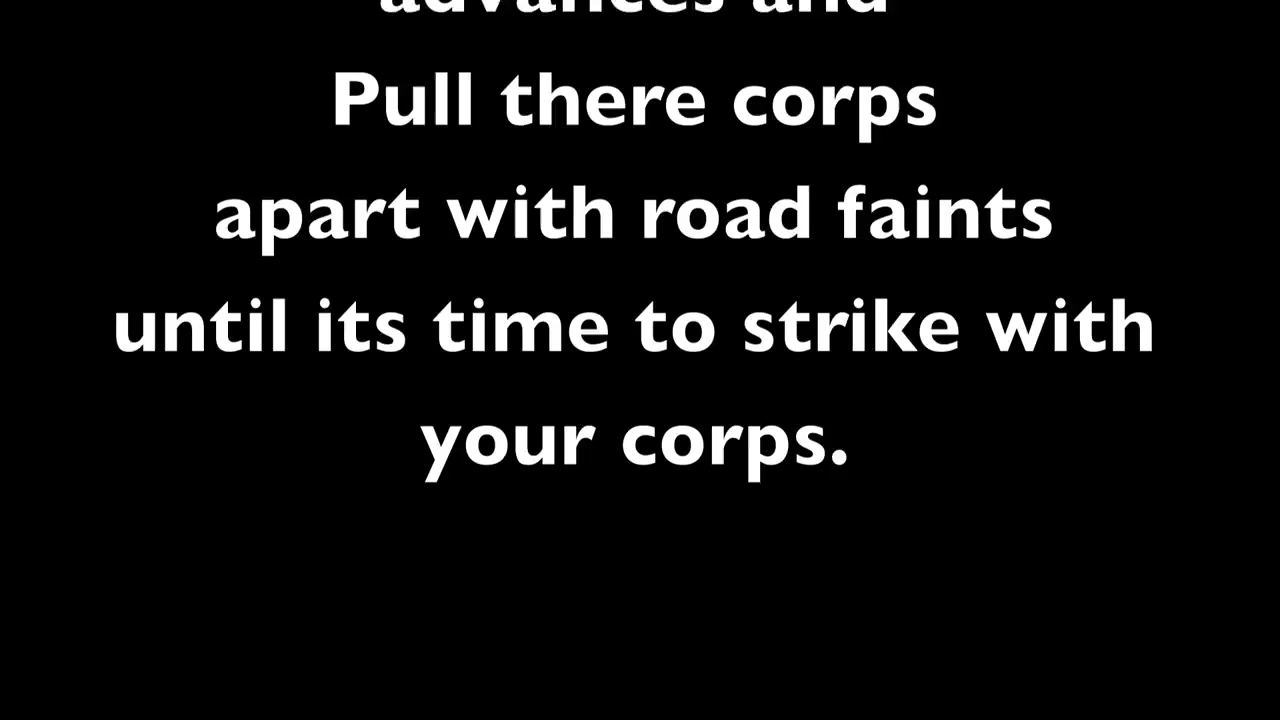 advances and
Pull there corps
apart with road faints
until its time to strike with
your corps.